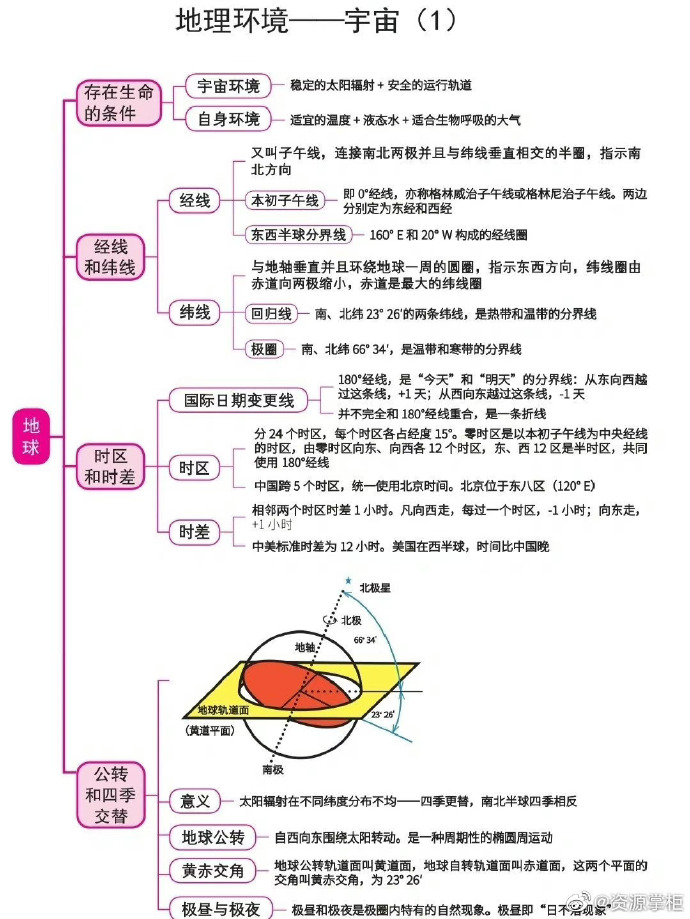 地理环境——宇宙（1）
存在生命
的条件
宇宙环境
稳定的太阳辐射 + 安全的运行轨道
自身环境
适宜的温度 + 液态水 + 适合生物呼吸的大气
地球
经线
和纬线
经线
又叫子午线，连接南北两极并且与纬线垂直相交的半圈，指示南
北方向
本初子午线
即 0°经线，亦称格林威治子午线或格林尼治子午线。两边
分别定为东经和西经
东西半球分界线
160° E 和 20° W 构成的经线圈
纬线
与地轴垂直并且环绕地球一周的圆圈，指示东西方向，纬线圈由
赤道向两极缩小，赤道是最大的纬线圈
回归线
南、北纬 23° 26′的两条纬线，是热带和温带的分界线
极圈
南、北纬 66° 34′，是温带和寒带的分界线
时区
和时差
国际日期变更线
180°经线，是“今天”和“明天”的分界线：从东向西越
过这条线，+1 天；从西向东越过这条线，-1 天
并不完全和 180°经线重合，是一条折线
时区
分 24 个时区，每个时区各占经度 15°。零时区是以本初子午线为中央经线
的时区，由零时区向东、向西各 12 个时区，东、西 12 区是半时区，共同
使用 180°经线
中国跨 5 个时区，统一使用北京时间。北京位于东八区（120° E）
时差
相邻两个时区时差 1 小时。凡向西走，每过一个时区，-1 小时；向东走，
+1 小时
中美标准时差为 12 小时。美国在西半球，时间比中国晚
北极星
北极
66° 34′
地轴
地球轨道面
（黄道平面）
23° 26′
南极
公转
和四季
交替
意义
太阳辐射在不同纬度分布不均——四季更替，南北半球四季相反
地球公转
自西向东围绕太阳转动。是一种周期性的椭圆周运动
黄赤交角
地球公转轨道面叫黄道面，地球自转轨道面叫赤道面，这两个平面的
交角叫黄赤交角，为 23° 26′
极昼与极夜
极昼和极夜是极圈内特有的自然现象。极昼即“日不
@资源掌柜